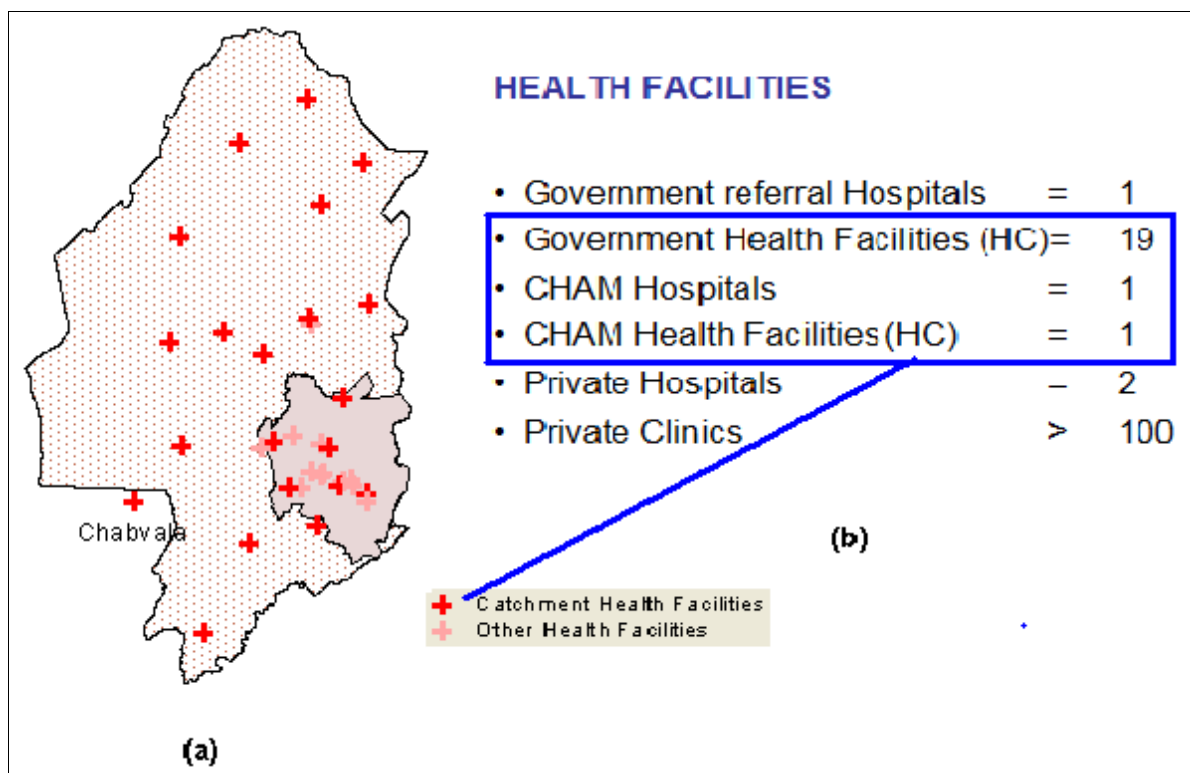 HEALTH FACILITIES
• Government referral Hospitals = 1
• Government Health Facilities (HC)= 19
• CHAM Hospitals = 1
• CHAM Health Facilities (HC) = 1
• Private Hospitals = 2
• Private Clinics > 100
(b)
Chabvala
Catchment Health Facilities
Other Health Facilities
(a)